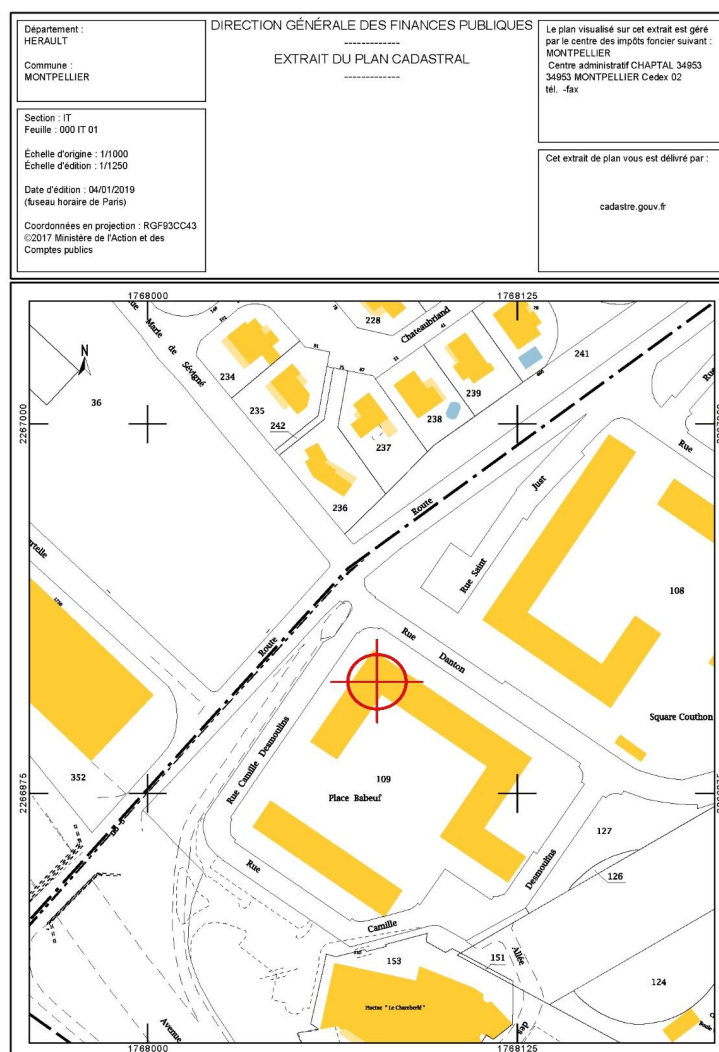 Département :
HERAULT
Commune :
MONTPELLIER
Section : IT
Feuille : 000 IT 01
Échelle d'origine : 1/1000
Échelle d'édition : 1/1250
Date d'édition : 04/01/2019
(fuseau horaire de Paris)
Coordonnées en projection : RGF93CC43
©2017 Ministère de l'Action et des
Comptes publics
DIRECTION GÉNÉRALE DES FINANCES PUBLIQUES
-------------
EXTRAIT DU PLAN CADASTRAL
-------------
Le plan visualisé sur cet extrait est géré
par le centre des impôts foncier suivant :
MONTPELLIER
Centre administratif CHAPTAL 34953
34953 MONTPELLIER Cedex 02
tél. -fax
Cet extrait de plan vous est délivré par :
cadastre.gouv.fr
1768000
1768125
Marie de Sévigné
228
Chateaubriand
241
234
239
235
238
36
N
242
237
2267000
236
Route
Rue
Just
Rue Saint
108
Route
Rue
Danton
Rue Camille Desmoulins
Square Couthon
352
109
Place Babeuf
2266875
2266875
127
126
Rue
Desmoulins
Camille
153
151
Allée
des
124
Piscine
Avenue
1768000
1768125